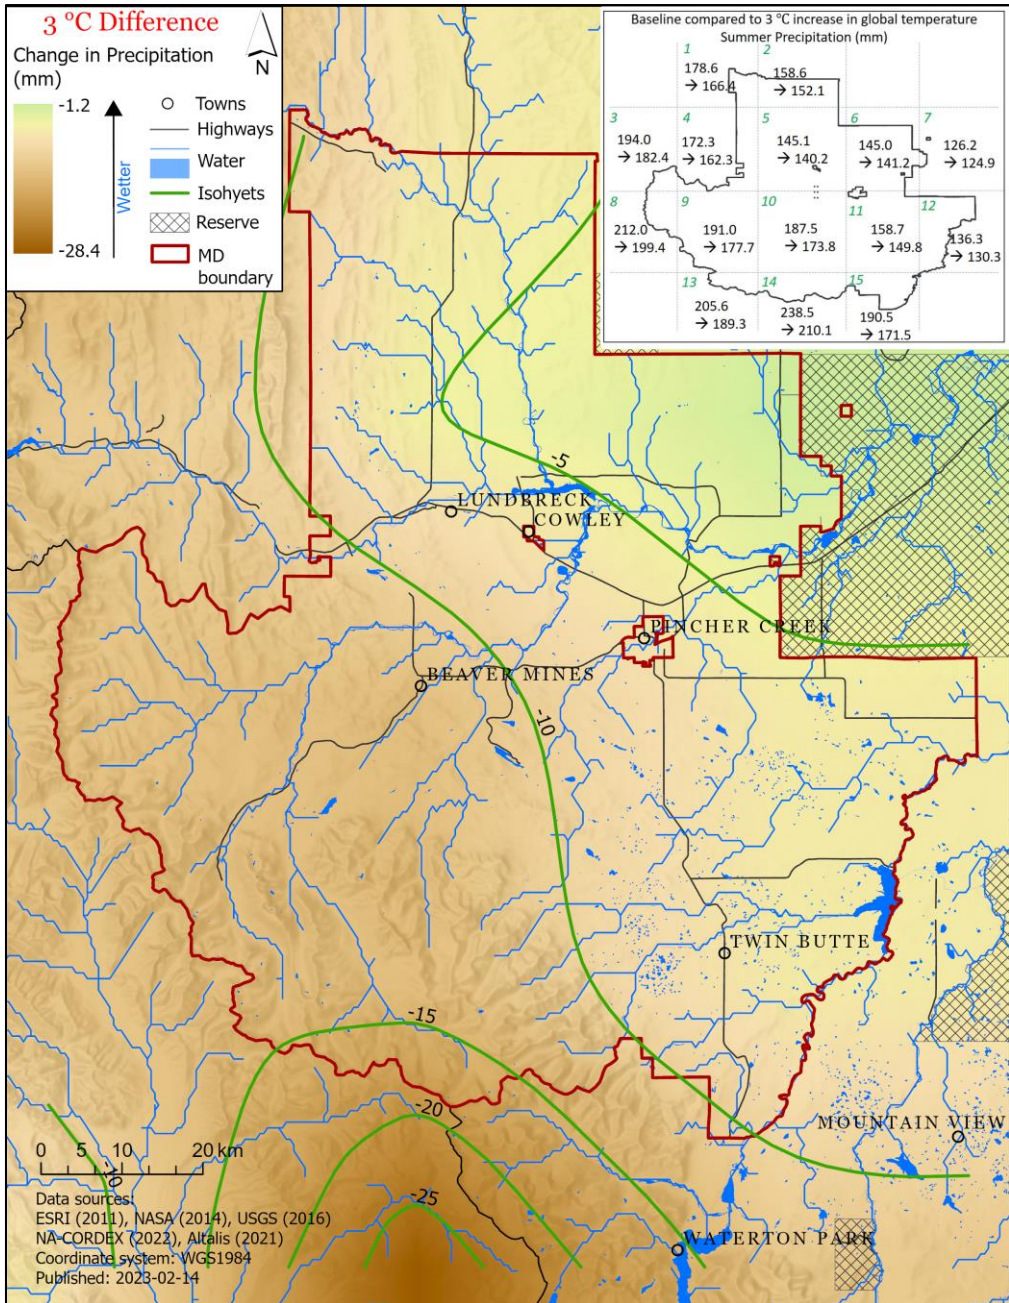 3 °C Difference
Change in Precipitation
(mm)
-1.2
-28.4
Wetter
N
Towns
Highways
Water
Isohyets
Reserve
MD
boundary
Baseline compared to 3 °C increase in global temperature
Summer Precipitation (mm)
1
178.6
→ 166.4
2
158.6
→ 152.1
3
194.0
→ 182.4
4
172.3
→ 162.3
5
145.1
→ 140.2
6
145.0
→ 141.2
7
126.2
→ 124.9
8
212.0
→ 199.4
9
191.0
→ 177.7
10
187.5
→ 173.8
11
158.7
→ 149.8
12
136.3
→ 130.3
13
205.6
→ 189.3
14
238.5
→ 210.1
15
190.5
→ 171.5
-5
LUNDBRECK
COWLEY
PINCHER CREEK
BEAVER MINES
-10
TWIN BUTTE
-15
-20
MOUNTAIN VIEW
-25
WATERTON PARK
0 5 10 20 km
-10
Data sources:
ESRI (2011), NASA (2014), USGS (2016)
NA-CORDEX (2022), Altalis (2021)
Coordinate system: WGS1984
Published: 2023-02-14